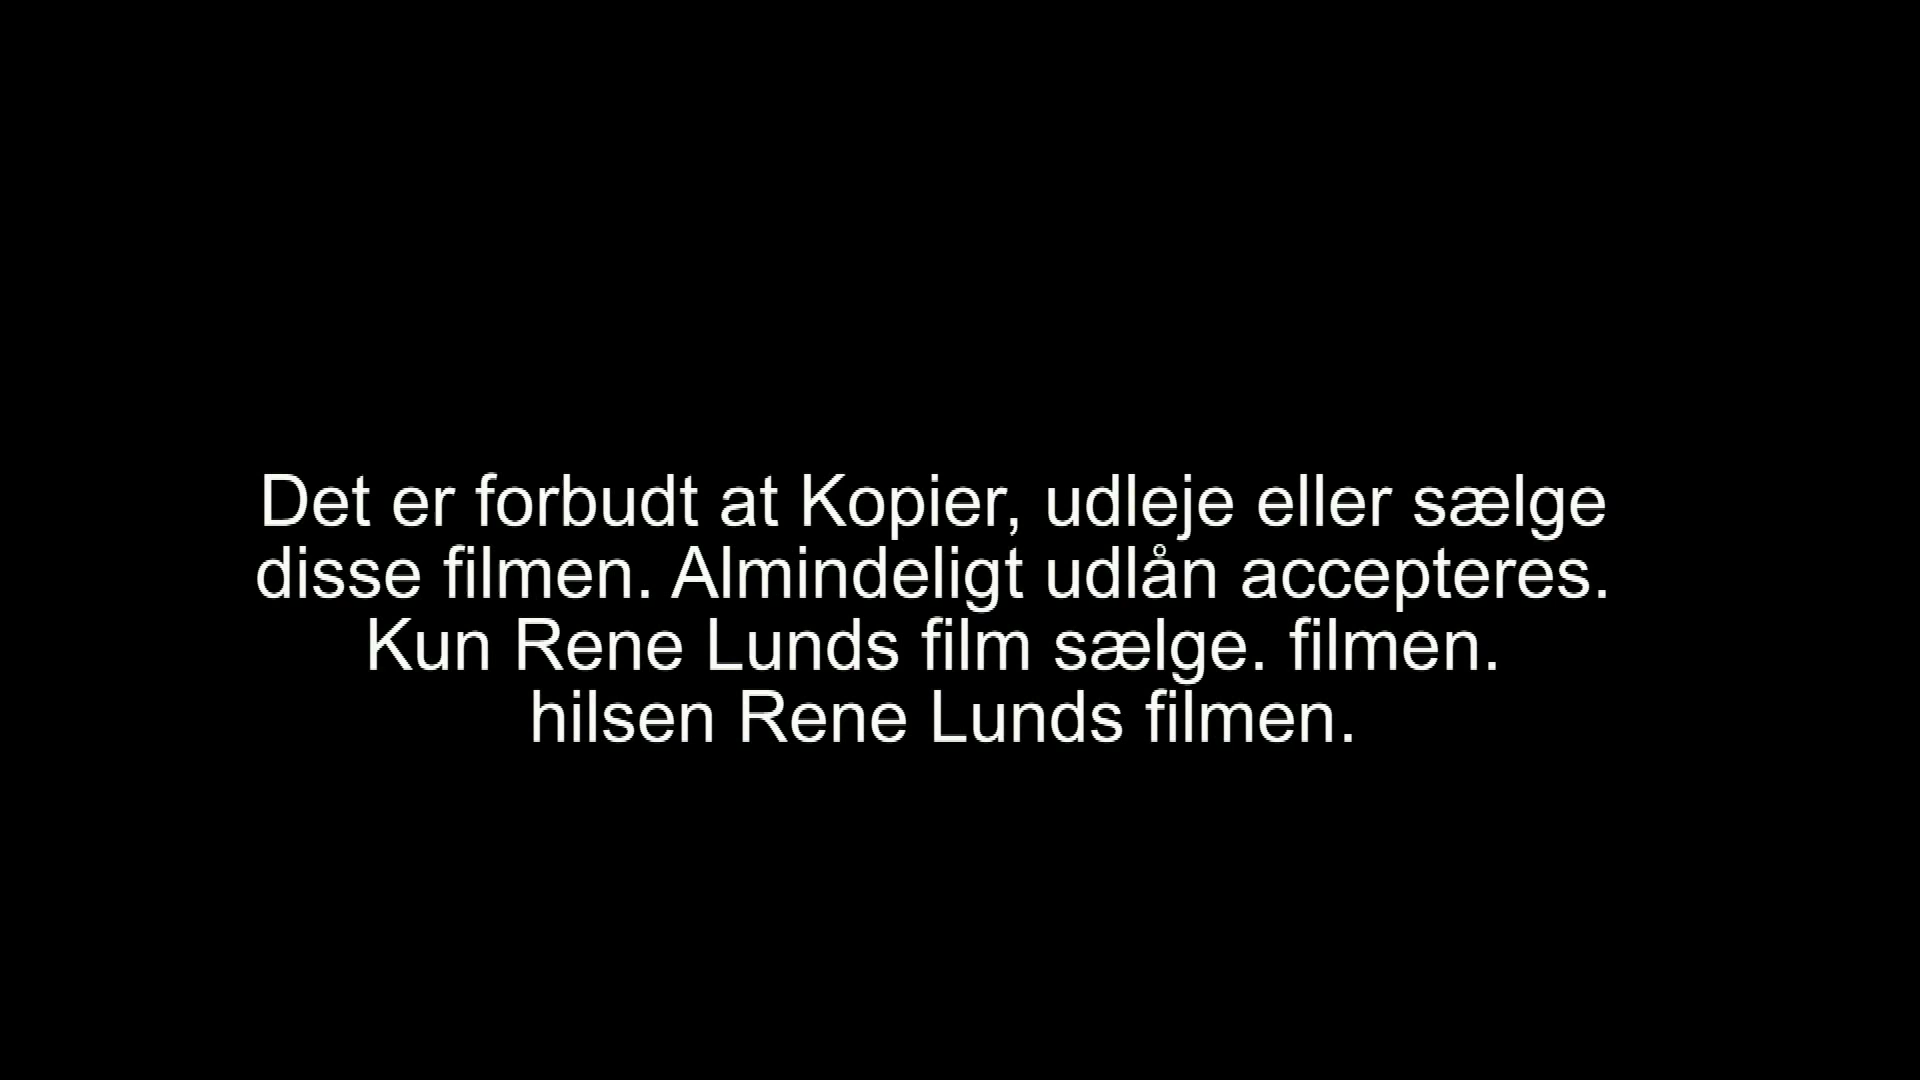 Det er forbudt at Kopier, udleje eller sælge
disse filmen. Almindeligt udlån accepteres.
Kun Rene Lunds film sælge. filmen.
hilsen Rene Lunds filmen.